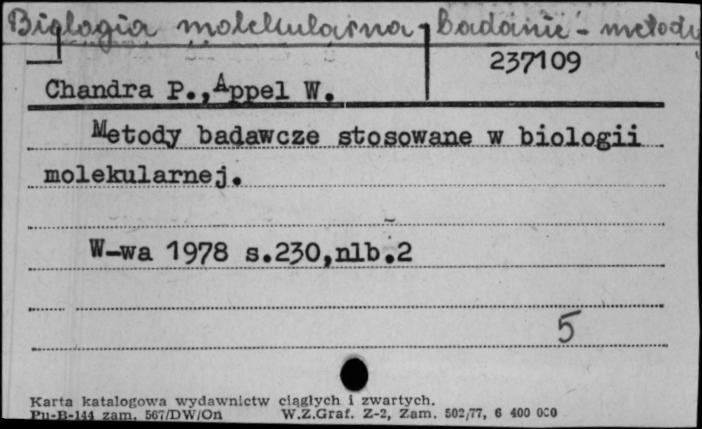 Biologia molekularna - badanie - metody
237109
Chandra P., Appel W.
Metody badawcze stosowane w biologii
molekularnej.
W-wa 1978 s.230,nlb.2
5
Karta katalogowa wydawnictw ciągłych i zwartych.
Pu-B-144 zam. 567/DW/On W.Z.Graf. Z-2, Zam. 502/77, 6 400 000